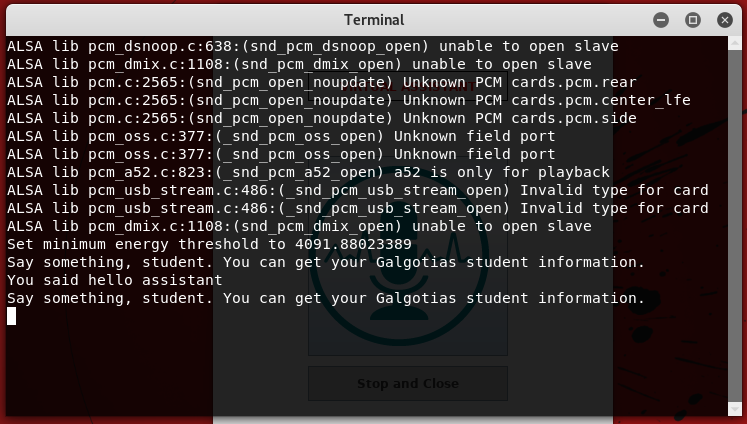 Terminal
ALSA lib pcm_dsnoop.c:638:(snd_pcm_dsnoop_open) unable to open slave
ALSA lib pcm_dmix.c:1108:(snd_pcm_dmix_open) unable to open slave
ALSA lib pcm.c:2565:(snd_pcm_open_noupdate) Unknown PCM cards.pcm.rear
ALSA lib pcm.c:2565:(snd_pcm_open_noupdate) Unknown PCM cards.pcm.center_lfe
ALSA lib pcm.c:2565:(snd_pcm_open_noupdate) Unknown PCM cards.pcm.side
ALSA lib pcm_oss.c:377:(_snd_pcm_oss_open) Unknown field port
ALSA lib pcm_oss.c:377:(_snd_pcm_oss_open) Unknown field port
ALSA lib pcm_a52.c:823:(_snd_pcm_a52_open) a52 is only for playback
ALSA lib pcm_usb_stream.c:486:(_snd_pcm_usb_stream_open) Invalid type for card
ALSA lib pcm_usb_stream.c:486:(_snd_pcm_usb_stream_open) Invalid type for card
ALSA lib pcm_dmix.c:1108:(snd_pcm_dmix_open) unable to open slave
Set minimum energy threshold to 4091.88023389
Say something, student. You can get your Galgotias student information.
You said hello assistant
Say something, student. You can get your Galgotias student information.
Stop and Close